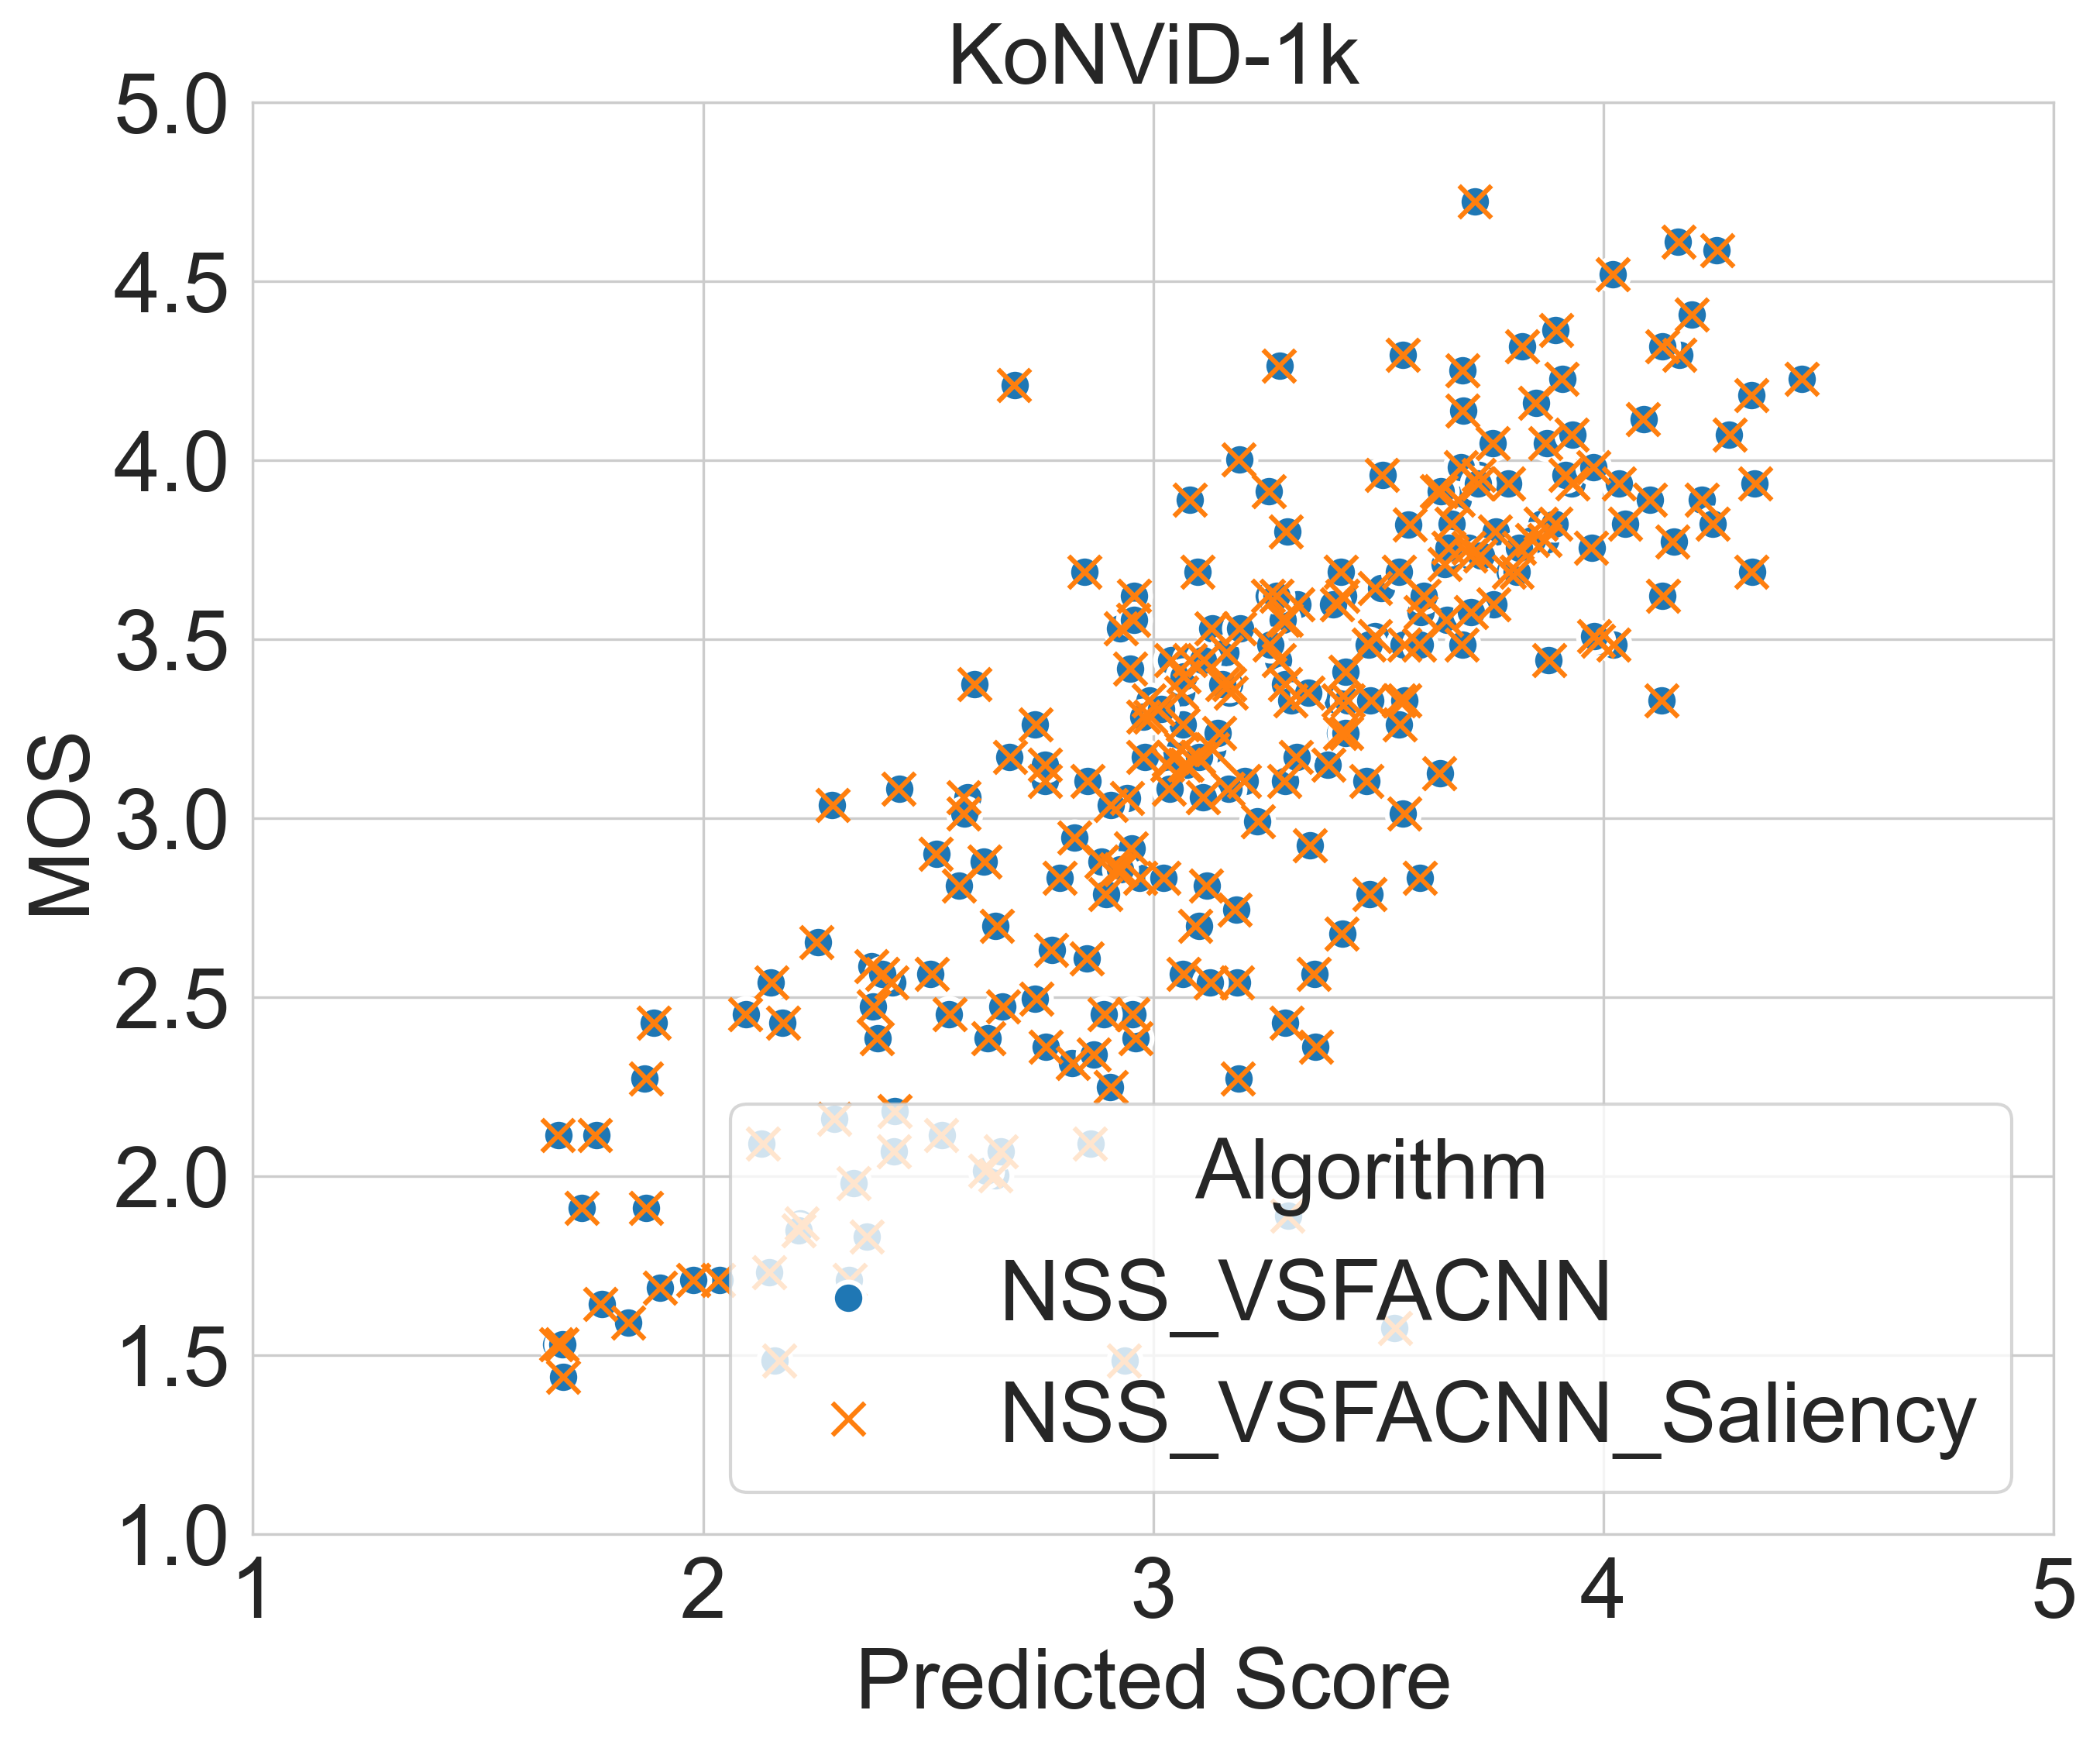 KoNViD-1k
5.0
4.5
4.0
3.5
3.0
2.5
2.0
1.5
1.0
MOS
Algorithm
NSS_VSFACNN
NSS_VSFACNN_Saliency
1 2 3 4 5
Predicted Score